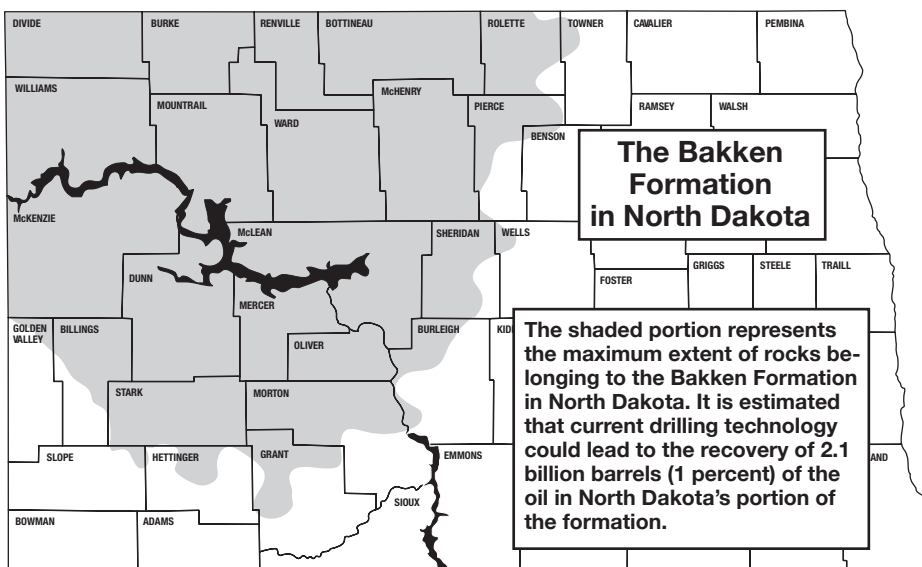 DIVIDE
BURKE
RENVILLE
BOTTINEAU
ROLETTE
TOWNER
CAVALIER
PEMBINA
WILLIAMS
MOUNTRAIL
WARD
McHENRY
PIERCE
BENSON
RAMSEY
WALSH
The Bakken
Formation
in North Dakota
McKENZIE
McLEAN
SHERIDAN
WELLS
DUNN
MERCER
FOSTER
GRIGGS
STEELE
TRAILL
GOLDEN
VALLEY
BILLINGS
OLIVER
BURLEIGH
KID
The shaded portion represents
the maximum extent of rocks be-
longing to the Bakken Formation
in North Dakota. It is estimated
that current drilling technology
could lead to the recovery of 2.1
billion barrels (1 percent) of the
oil in North Dakota's portion of
the formation.
STARK
MORTON
SLOPE
HETTINGER
GRANT
EMMONS
AND
SIOUX
BOWMAN
ADAMS